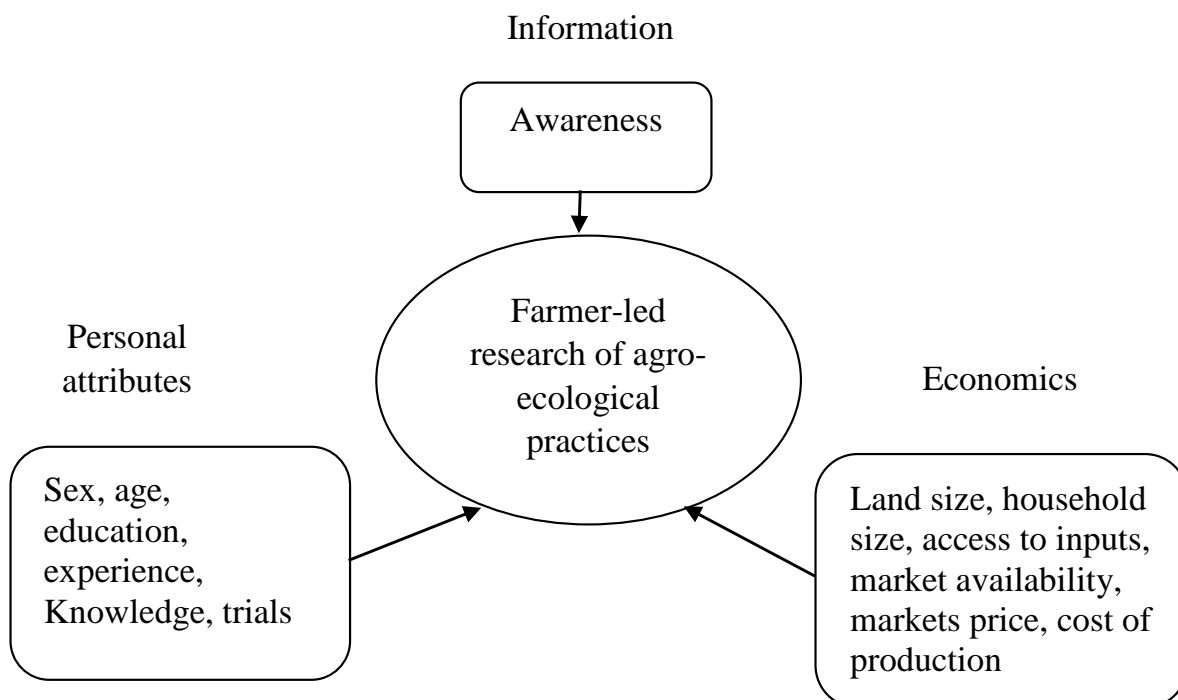 Information
Awareness
Farmer-led
research of agro-
ecological
practices
Personal
attributes
Economics
Sex, age,
education,
experience,
Knowledge, trials
Land size, household
size, access to inputs,
market availability,
markets price, cost of
production